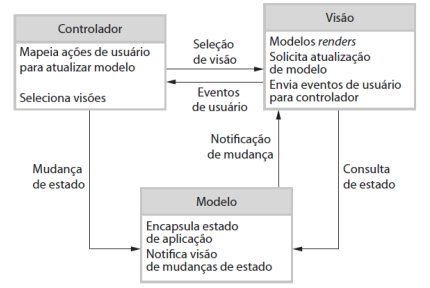 Controlador
Mapeia ações de usuário
para atualizar modelo
Seleciona visões
Seleção
de visão
Eventos
de usuário
Visão
Modelos renders
Solicita atualização
de modelo
Envia eventos de usuário
para controlador
Mudança
de estado
Notificação
de mudança
Consulta
de estado
Modelo
Encapsula estado
de aplicação
Notifica visão
de mudanças de estado